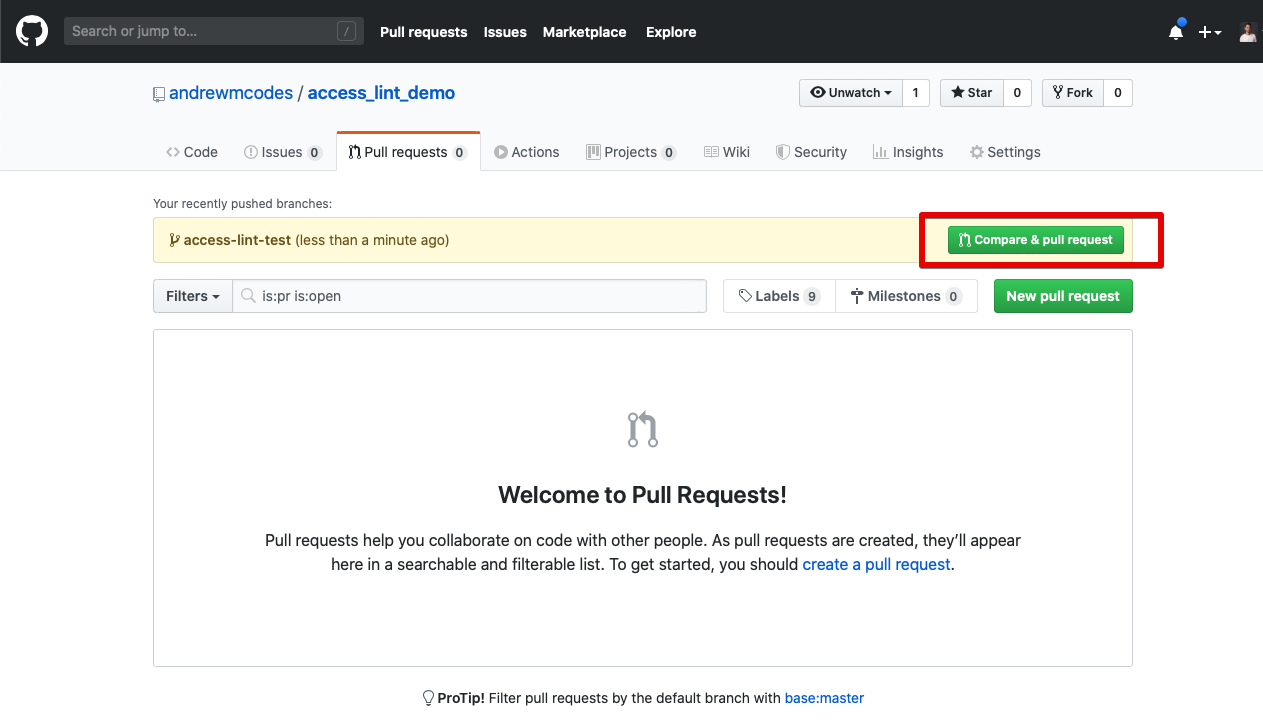 Search or jump to... / Pull requests Issues Marketplace Explore
andrewmcodes / access_lint_demo Unwatch 1 Star 0 Fork 0
Code Issues 0 Pull requests 0 Actions Projects 0 Wiki Security Insights Settings
Your recently pushed branches:
access-lint-test (less than a minute ago) Compare & pull request
Filters is:pr is:open Labels 9 Milestones 0 New pull request
Welcome to Pull Requests!
Pull requests help you collaborate on code with other people. As pull requests are created, they’ll appear
here in a searchable and filterable list. To get started, you should create a pull request.
ProTip! Filter pull requests by the default branch with base:master